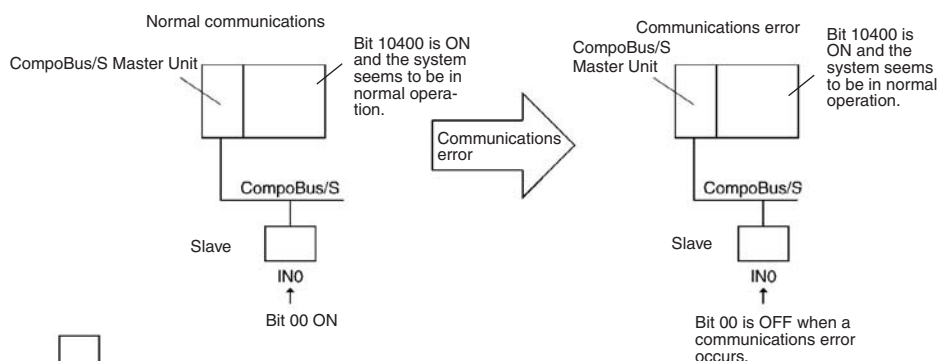 Normal communications
CompoBus/S Master Unit
Bit 10400 is ON
and the system
seems to be in
normal opera-
tion.
CompoBus/S
Slave
IN0
Bit 00 ON
Communications
error
Communications error
CompoBus/S
Master Unit
Bit 10400 is
ON and the
system seems
to be in normal
operation.
CompoBus/S
Slave
IN0
Bit 00 is OFF when a
communications error
occurs.